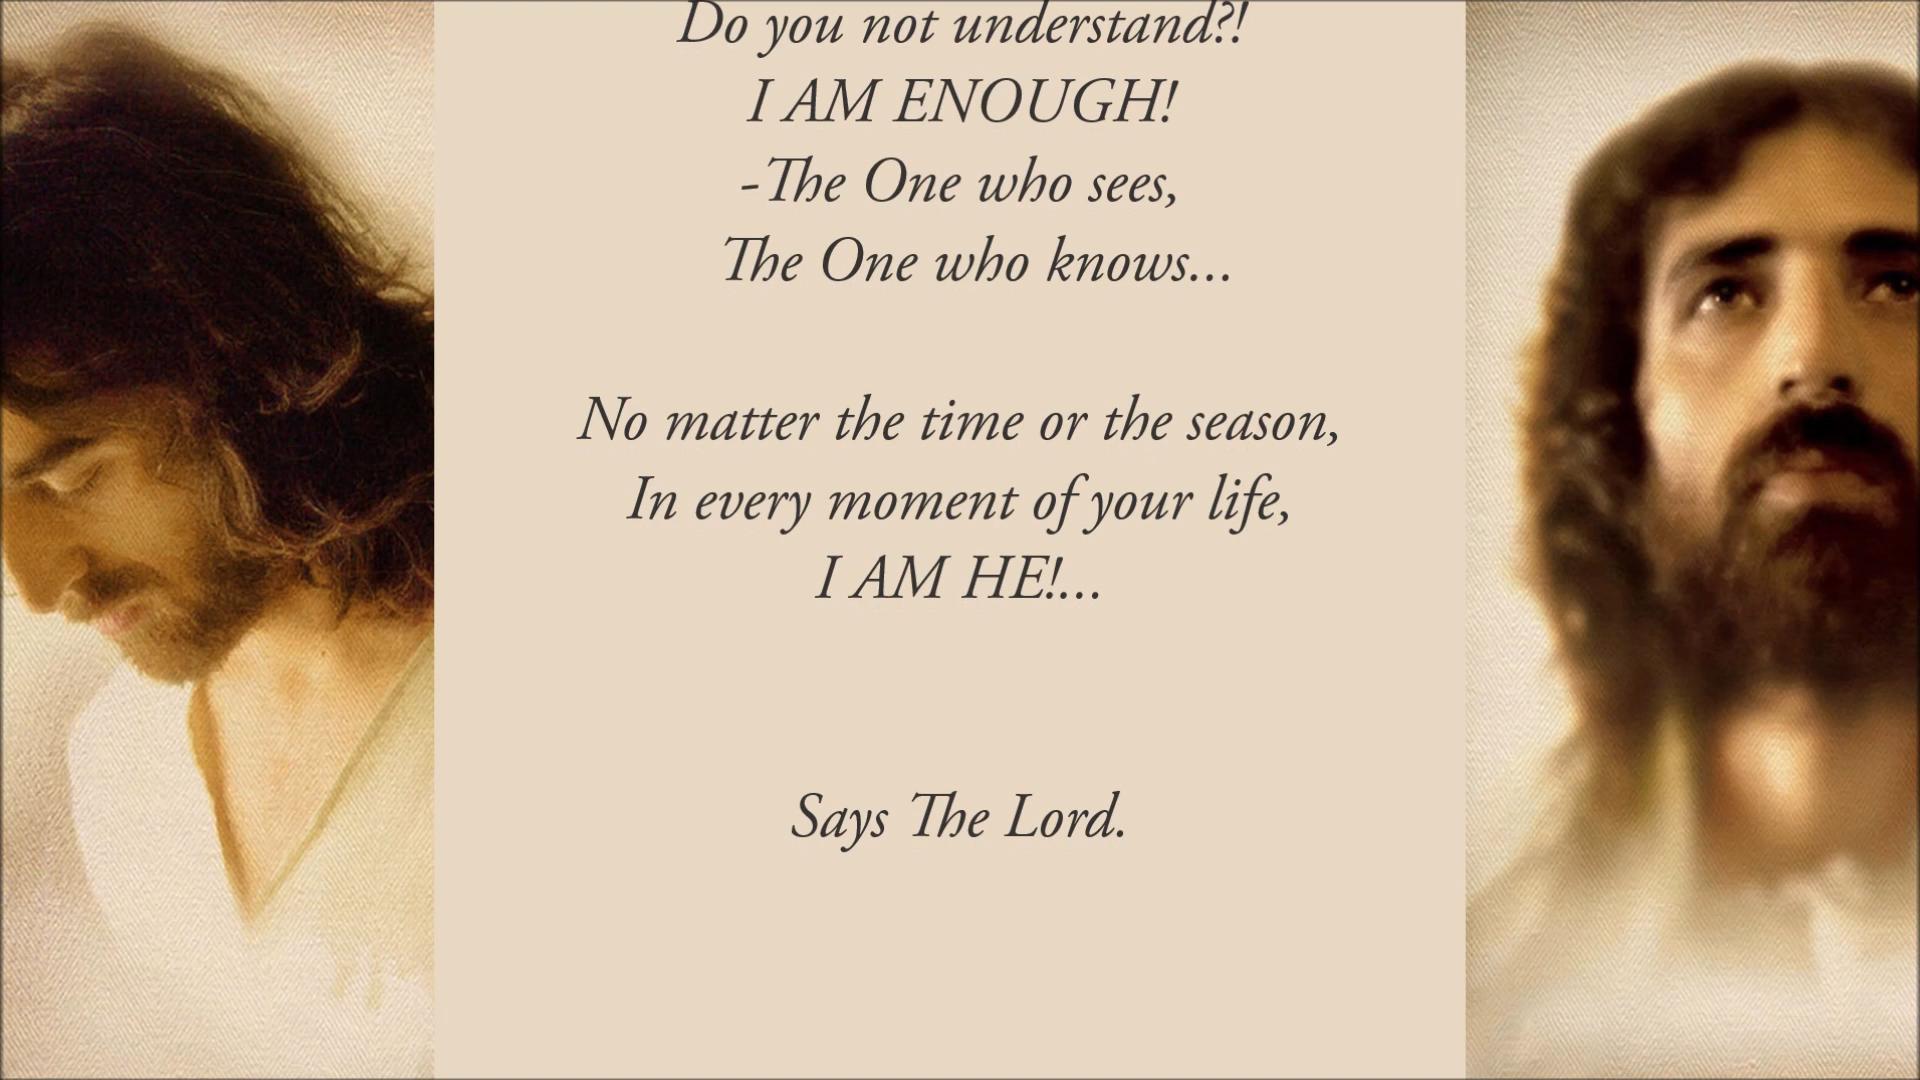 Do you not understand?!
I AM ENOUGH!
-The One who sees,
The One who knows...
No matter the time or the season,
In every moment of your life,
I AM HE!...
Says The Lord.